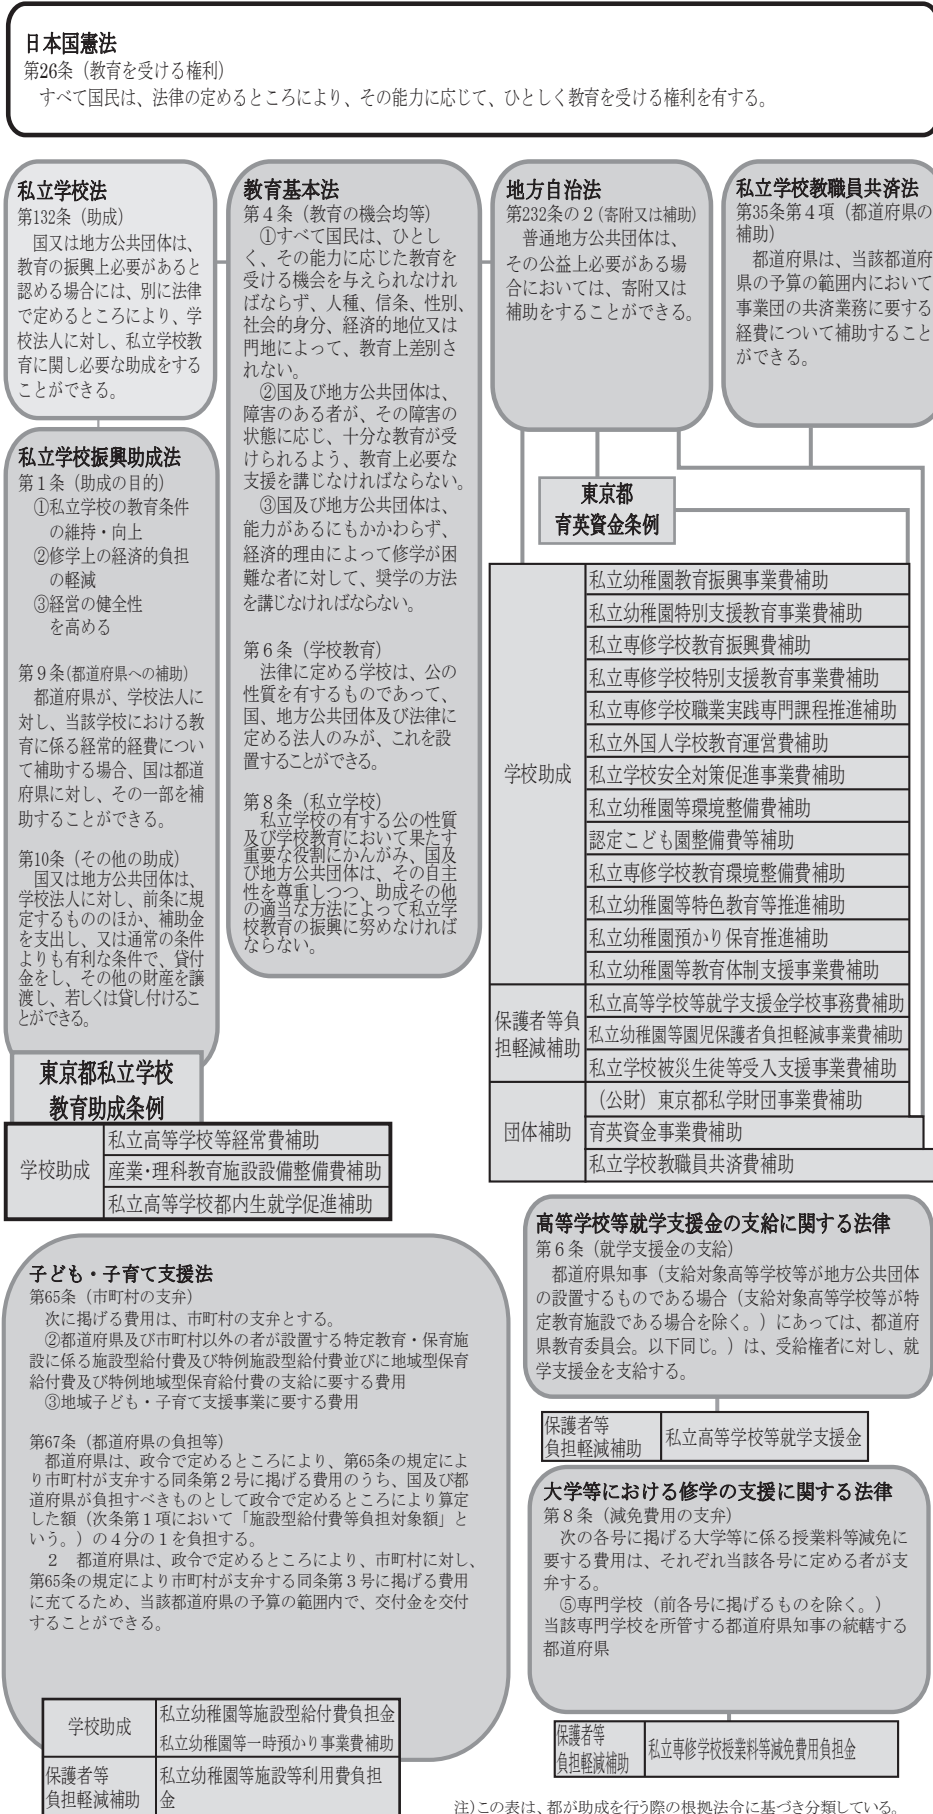 日本国憲法
第26条（教育を受ける権利）
すべて国民は、法律の定めるところにより、その能力に応じて、ひとしく教育を受ける権利を有する。
私立学校法
第132条（助成）
国又は地方公共団体は、
教育の振興上必要があると
認める場合には、別に法律
で定めるところにより、学
校法人に対し、私立学校教
育に関し必要な助成をする
ことができる。
私立学校振興助成法
第１条（助成の目的）
①私立学校の教育条件
の維持・向上
②修学上の経済的負担
の軽減
③経営の健全性
を高める
第９条(都道府県への補助)
都道府県が、学校法人に
対し、当該学校における教
育に係る経常的経費につい
て補助する場合、国は都道
府県に対し、その一部を補
助することができる。
第10条（その他の助成）
国又は地方公共団体は、
学校法人に対し、前条に規
定するもののほか、補助金
を支出し、又は通常の条件
よりも有利な条件で、貸付
金をし、その他の財産を譲
渡し、若しくは貸し付けるこ
とができる。
東京都私立学校
教育助成条例
学校助成
私立高等学校等経常費補助
産業・理科教育施設設備整備費補助
私立高等学校都内生就学促進補助
教育基本法
第４条（教育の機会均等）
①すべて国民は、ひとし
く、その能力に応じた教育を
受ける機会を与えられなけれ
ばならず、人種、信条、性別、
社会的身分、経済的地位又は
門地によって、教育上差別さ
れない。
②国及び地方公共団体は、
障害のある者が、その障害の
状態に応じ、十分な教育が受
けられるよう、教育上必要な
支援を講じなければならない。
③国及び地方公共団体は、
能力があるにもかかわらず、
経済的理由によって修学が困
難な者に対して、奨学の方法
を講じなければならない。
第６条（学校教育）
法律に定める学校は、公の
性質を有するものであって、
国、地方公共団体及び法律に
定める法人のみが、これを設
置することができる。
第８条（私立学校）
私立学校の有する公の性質
及び学校教育において果たす
重要な役割にかんがみ、国及
び地方公共団体は、その自主
性を尊重しつつ、助成その他
の適当な方法によって私立学
校教育の振興に努めなければ
ならない。
地方自治法
第232条の２(寄附又は補助)
普通地方公共団体は、
その公益上必要がある場
合においては、寄附又は
補助をすることができる。
私立学校教職員共済法
第35条第４項（都道府県の
補助）
都道府県は、当該都道府
県の予算の範囲内において
事業団の共済業務に要する
経費について補助すること
ができる。
東京都
育英資金条例
学校助成
私立幼稚園教育振興事業費補助
私立幼稚園特別支援教育事業費補助
私立専修学校教育振興費補助
私立専修学校特別支援教育事業費補助
私立専修学校職業実践専門課程推進補助
私立外国人学校教育運営費補助
私立学校安全対策促進事業費補助
私立幼稚園等環境整備費補助
認定こども園整備費等補助
私立専修学校教育環境整備費補助
私立幼稚園等特色教育等推進補助
私立幼稚園預かり保育推進補助
私立幼稚園等教育体制支援事業費補助
保護者等負
担軽減補助
私立高等学校等就学支援金学校事務費補助
私立幼稚園等園児保護者負担軽減事業費補助
私立学校被災生徒等受入支援事業費補助
団体補助
（公財）東京都私学財団事業費補助
育英資金事業費補助
私立学校教職員共済費補助
子ども・子育て支援法
第65条（市町村の支弁）
次に掲げる費用は、市町村の支弁とする。
②都道府県及び市町村以外の者が設置する特定教育・保育施
設に係る施設型給付費及び特例施設型給付費並びに地域型保育
給付費及び特例地域型保育給付費の支給に要する費用
③地域子ども・子育て支援事業に要する費用
第67条（都道府県の負担等）
都道府県は、政令で定めるところにより、第65条の規定によ
り市町村が支弁する同条第２号に掲げる費用のうち、国及び都
道府県が負担すべきものとして政令で定めるところにより算定
した額（次条第１項において「施設型給付費等負担対象額」と
いう。）の４分の１を負担する。
２　都道府県は、政令で定めるところにより、市町村に対し、
第65条の規定により市町村が支弁する同条第３号に掲げる費用
に充てるため、当該都道府県の予算の範囲内で、交付金を交付
することができる。
学校助成
私立幼稚園等施設型給付費負担金
私立幼稚園等一時預かり事業費補助
保護者等
負担軽減補助
私立幼稚園等施設等利用費負担
金
高等学校等就学支援金の支給に関する法律
第６条（就学支援金の支給）
都道府県知事（支給対象高等学校等が地方公共団体
の設置するものである場合（支給対象高等学校等が特
定教育施設である場合を除く。）にあっては、都道府
県教育委員会。以下同じ。）は、受給権者に対し、就
学支援金を支給する。
保護者等
負担軽減補助
私立高等学校等就学支援金
大学等における修学の支援に関する法律
第８条（減免費用の支弁）
次の各号に掲げる大学等に係る授業料等減免に
要する費用は、それぞれ当該各号に定める者が支
弁する。
⑤専門学校（前各号に掲げるものを除く。）
当該専門学校を所管する都道府県知事の統轄する
都道府県
保護者等
負担軽減補助
私立専修学校授業料等減免費用負担金
注）この表は、都が助成を行う際の根拠法令に基づき分類している。